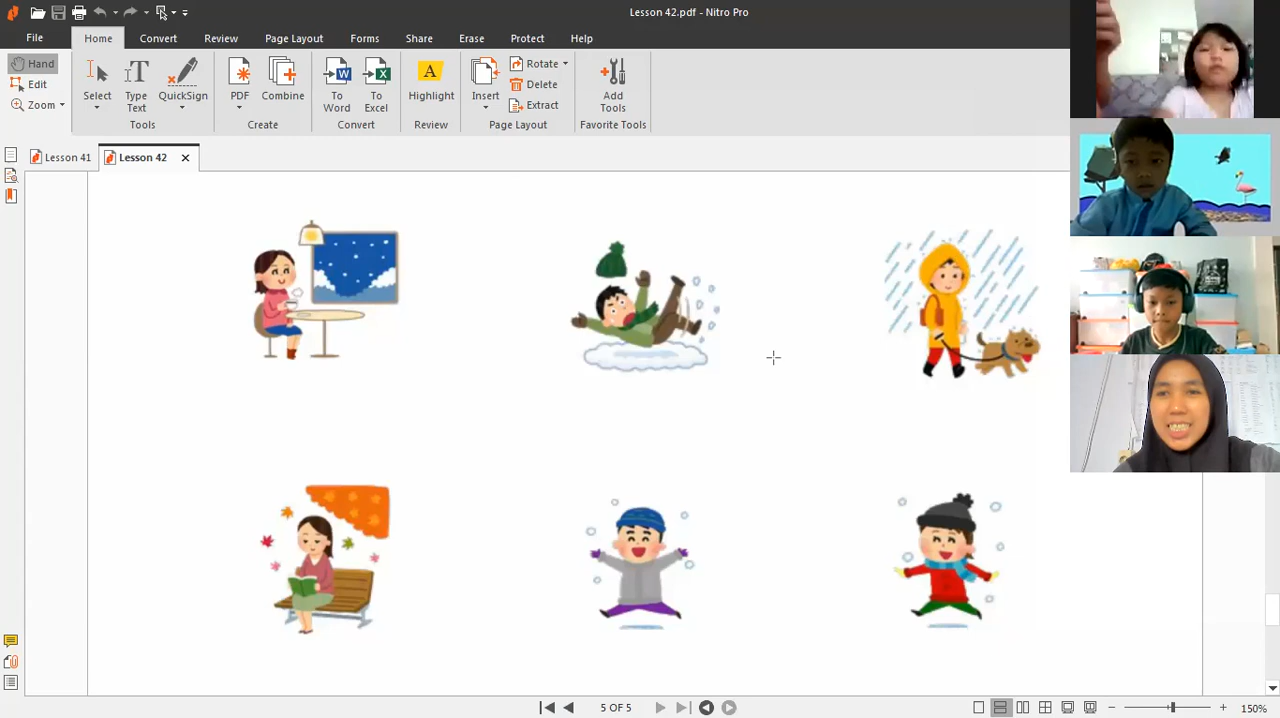 Lesson 42.pdf - Nitro Pro
File Home Convert Review Page Layout Forms Share Erase Protect Help
Hand
Edit
Zoom
Select
Type Text
QuickSign
Tools
PDF
Combine
Create
To Word
To Excel
Convert
Highlight
Review
Insert
Rotate
Delete
Extract
Page Layout
Add Tools
Favorite Tools
Lesson 41
Lesson 42
5 OF 5
150%